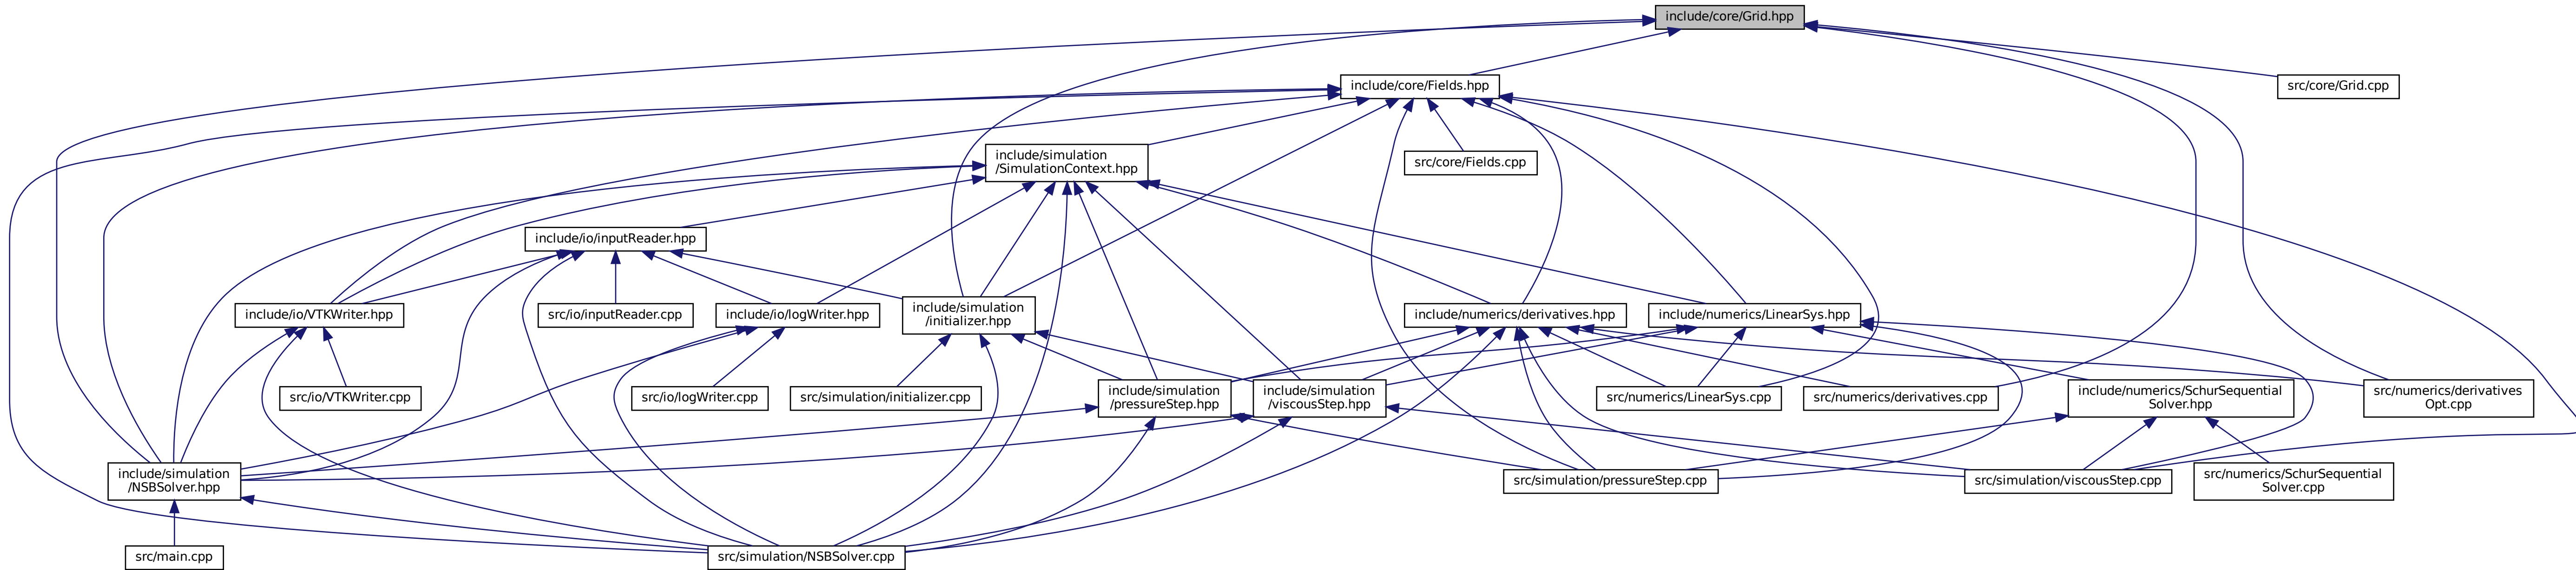 include/core/Grid.hpp
include/core/Fields.hpp
src/core/Grid.cpp
include/simulation
/SimulationContext.hpp
src/core/Fields.cpp
include/io/inputReader.hpp
include/io/VTKWriter.hpp
src/io/inputReader.cpp
include/io/logWriter.hpp
include/simulation
/initializer.hpp
include/numerics/derivatives.hpp
include/numerics/LinearSys.hpp
src/io/VTKWriter.cpp
src/io/logWriter.cpp
src/simulation/initializer.cpp
include/simulation
/pressureStep.hpp
include/simulation
/viscousStep.hpp
src/numerics/LinearSys.cpp
src/numerics/derivatives.cpp
include/numerics/SchurSequential
Solver.hpp
src/numerics/derivatives
Opt.cpp
include/simulation
/NSBSolver.hpp
src/simulation/pressureStep.cpp
src/simulation/viscousStep.cpp
src/numerics/SchurSequential
Solver.cpp
src/main.cpp
src/simulation/NSBSolver.cpp